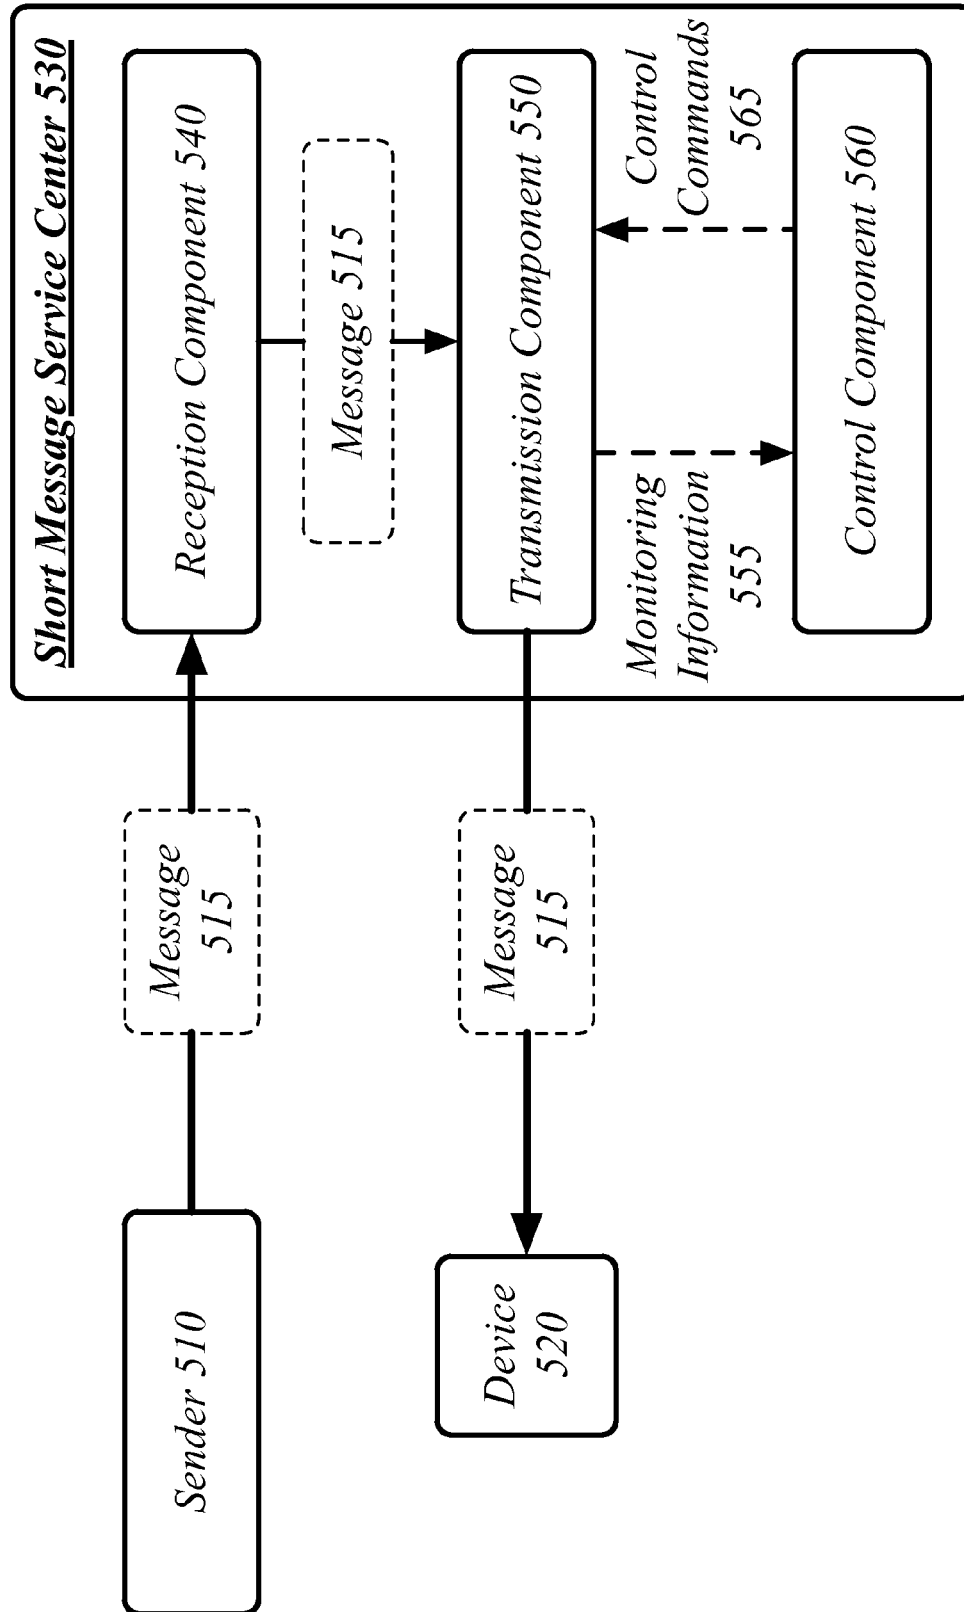 Short Message Service Center 530
Sender 510
Message
515
Reception Component 540
Message 515
Device
520
Message
515
Transmission Component 550
Monitoring
Information
555
Control
Commands
565
Control Component 560